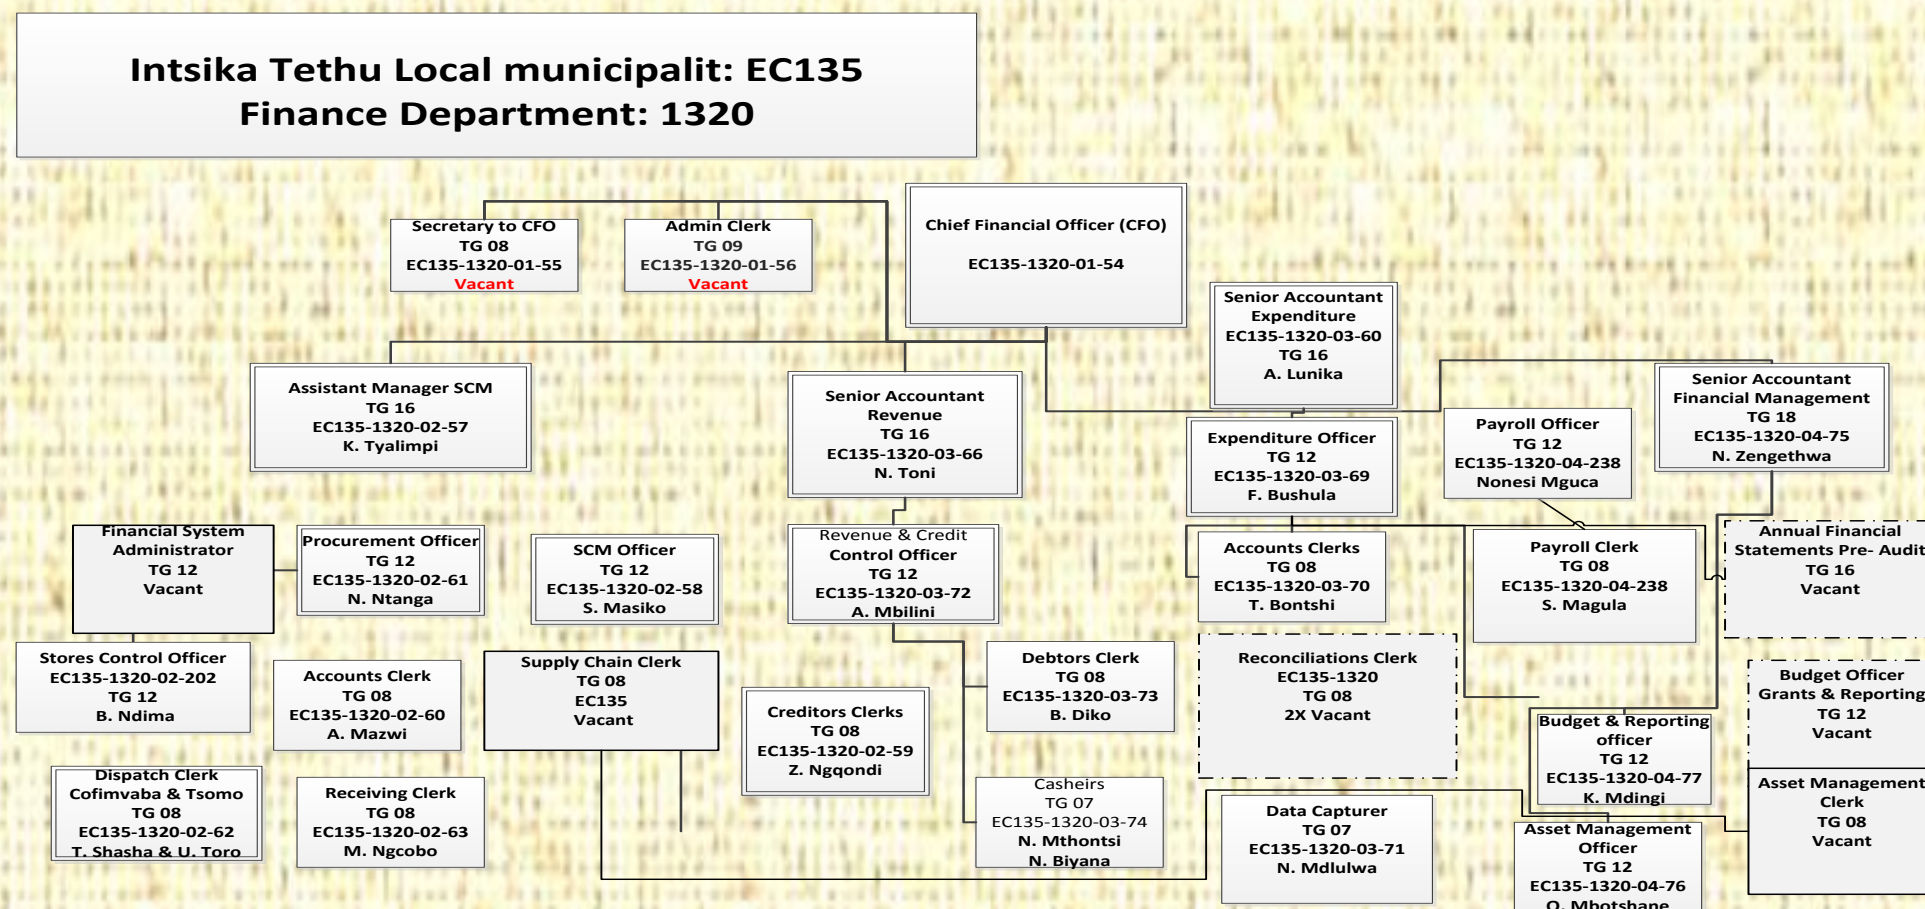 Intsika Tethu Local municipalit: EC135
Finance Department: 1320
Secretary to CFO
TG 08
EC135-1320-01-55
Vacant
Admin Clerk
TG 09
EC135-1320-01-56
Vacant
Chief Financial Officer (CFO)
EC135-1320-01-54
Senior Accountant
Expenditure
EC135-1320-03-60
TG 16
A. Lunika
Assistant Manager SCM
TG 16
EC135-1320-02-57
K. Tyalimpi
Senior Accountant
Revenue
TG 16
EC135-1320-03-66
N. Toni
Expenditure Officer
TG 12
EC135-1320-03-69
F. Bushula
Payroll Officer
TG 12
EC135-1320-04-238
Nonesi Mguca
Senior Accountant
Financial Management
TG 18
EC135-1320-04-75
N. Zengethwa
Financial System
Administrator
TG 12
Vacant
Procurement Officer
TG 12
EC135-1320-02-61
N. Ntanga
SCM Officer
TG 12
EC135-1320-02-58
S. Masiko
Revenue & Credit
Control Officer
TG 12
EC135-1320-03-72
A. Mbilini
Accounts Clerks
TG 08
EC135-1320-03-70
T. Bontshi
Payroll Clerk
TG 08
EC135-1320-04-238
S. Magula
Annual Financial
Statements Pre- Audit
TG 16
Vacant
Stores Control Officer
EC135-1320-02-202
TG 12
B. Ndima
Accounts Clerk
TG 08
EC135-1320-02-60
A. Mazwi
Supply Chain Clerk
TG 08
EC135
Vacant
Creditors Clerks
TG 08
EC135-1320-02-59
Z. Ngqondi
Debtors Clerk
TG 08
EC135-1320-03-73
B. Diko
Reconciliations Clerk
EC135-1320
TG 08
2X Vacant
Budget & Reporting
officer
TG 12
EC135-1320-04-77
K. Mdingi
Budget Officer
Grants & Reporting
TG 12
Vacant
Dispatch Clerk
Cofimvaba & Tsomo
TG 08
EC135-1320-02-62
T. Shasha & U. Toro
Receiving Clerk
TG 08
EC135-1320-02-63
M. Ngcobo
Casheirs
TG 07
EC135-1320-03-74
N. Mthontsi
N. Biyana
Data Capturer
TG 07
EC135-1320-03-71
N. Mdlulwa
Asset Management
Officer
TG 12
EC135-1320-04-76
Mbotshane
Asset Management
Clerk
TG 08
Vacant